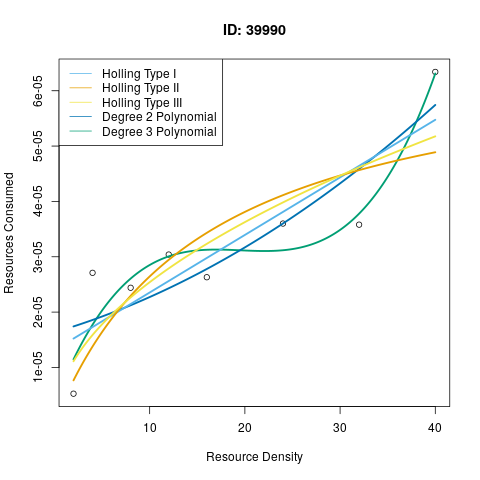 ID: 39990
Holling Type I
Holling Type II
Holling Type III
Degree 2 Polynomial
Degree 3 Polynomial
Resources Consumed
6e-05
5e-05
4e-05
3e-05
2e-05
1e-05
10 20 30 40
Resource Density